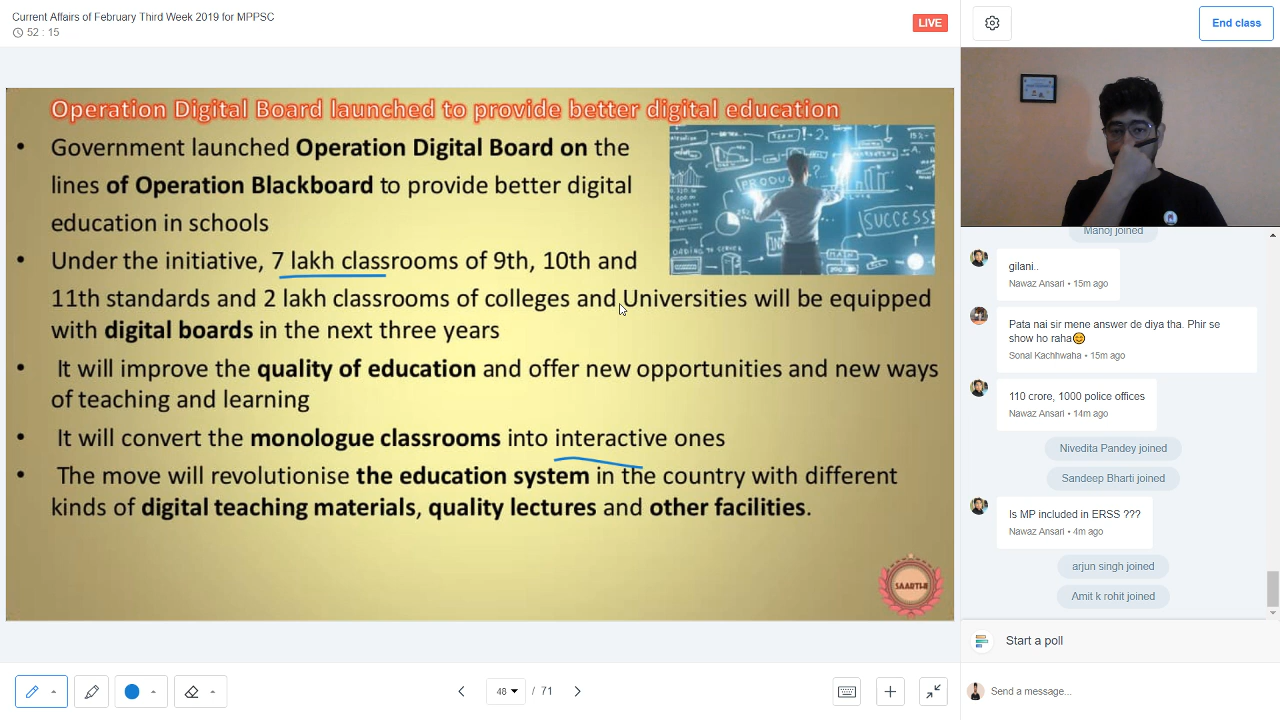 Current Affairs of February Third Week 2019 for MPPSC
52 : 15
LIVE
End class
Operation Digital Board launched to provide better digital education
• Government launched Operation Digital Board on the
lines of Operation Blackboard to provide better digital
education in schools
• Under the initiative, 7 lakh classrooms of 9th, 10th and
11th standards and 2 lakh classrooms of colleges and Universities will be equipped
with digital boards in the next three years
• It will improve the quality of education and offer new opportunities and new ways
of teaching and learning
• It will convert the monologue classrooms into interactive ones
• The move will revolutionise the education system in the country with different
kinds of digital teaching materials, quality lectures and other facilities.
PRODU
?
SUCCESS
SAARTHI
Manoj joined
gilani..
Nawaz Ansari • 15m ago
Pata nai sir mene answer de diya tha. Phir se
show ho raha😊
Sonal Kachhwaha • 15m ago
110 crore, 1000 police offices
Nawaz Ansari • 14m ago
Nivedita Pandey joined
Sandeep Bharti joined
Is MP included in ERSS ???
Nawaz Ansari • 4m ago
arjun singh joined
Amit k rohit joined
Start a poll
Send a message...
48 / 71